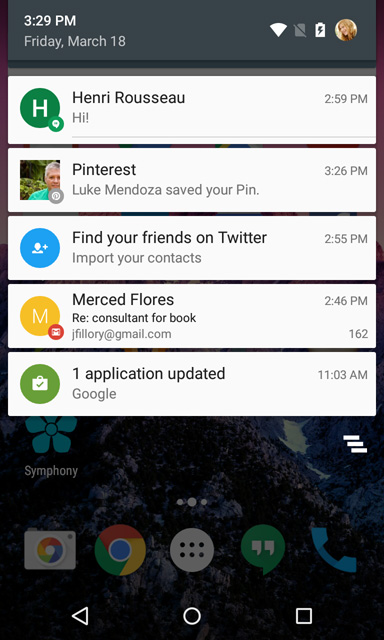 3:29 PM
Friday, March 18
H
Henri Rousseau 2:59 PM
Hi!
Pinterest 3:26 PM
Luke Mendoza saved your Pin.
Find your friends on Twitter 2:55 PM
Import your contacts
M
Merced Flores 2:46 PM
Re: consultant for book
jfillory@gmail.com 162
1 application updated 11:03 AM
Google
Symphony